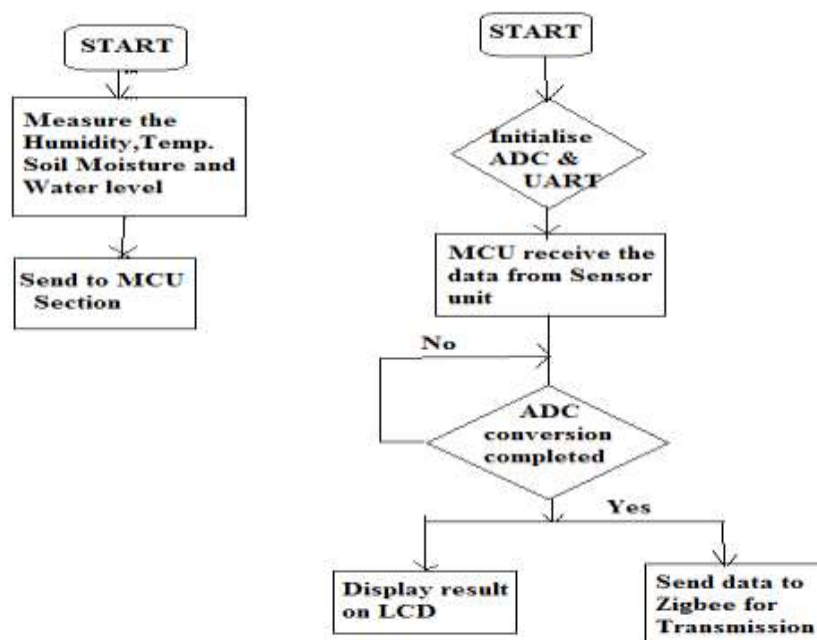 START
Measure the
Humidity,Temp.
Soil Moisture and
Water level
Send to MCU
Section
START
Initialise
ADC &
UART
MCU receive the
data from Sensor
unit
No
ADC
conversion
completed
Yes
Display result
on LCD
Send data to
Zigbee for
Transmission